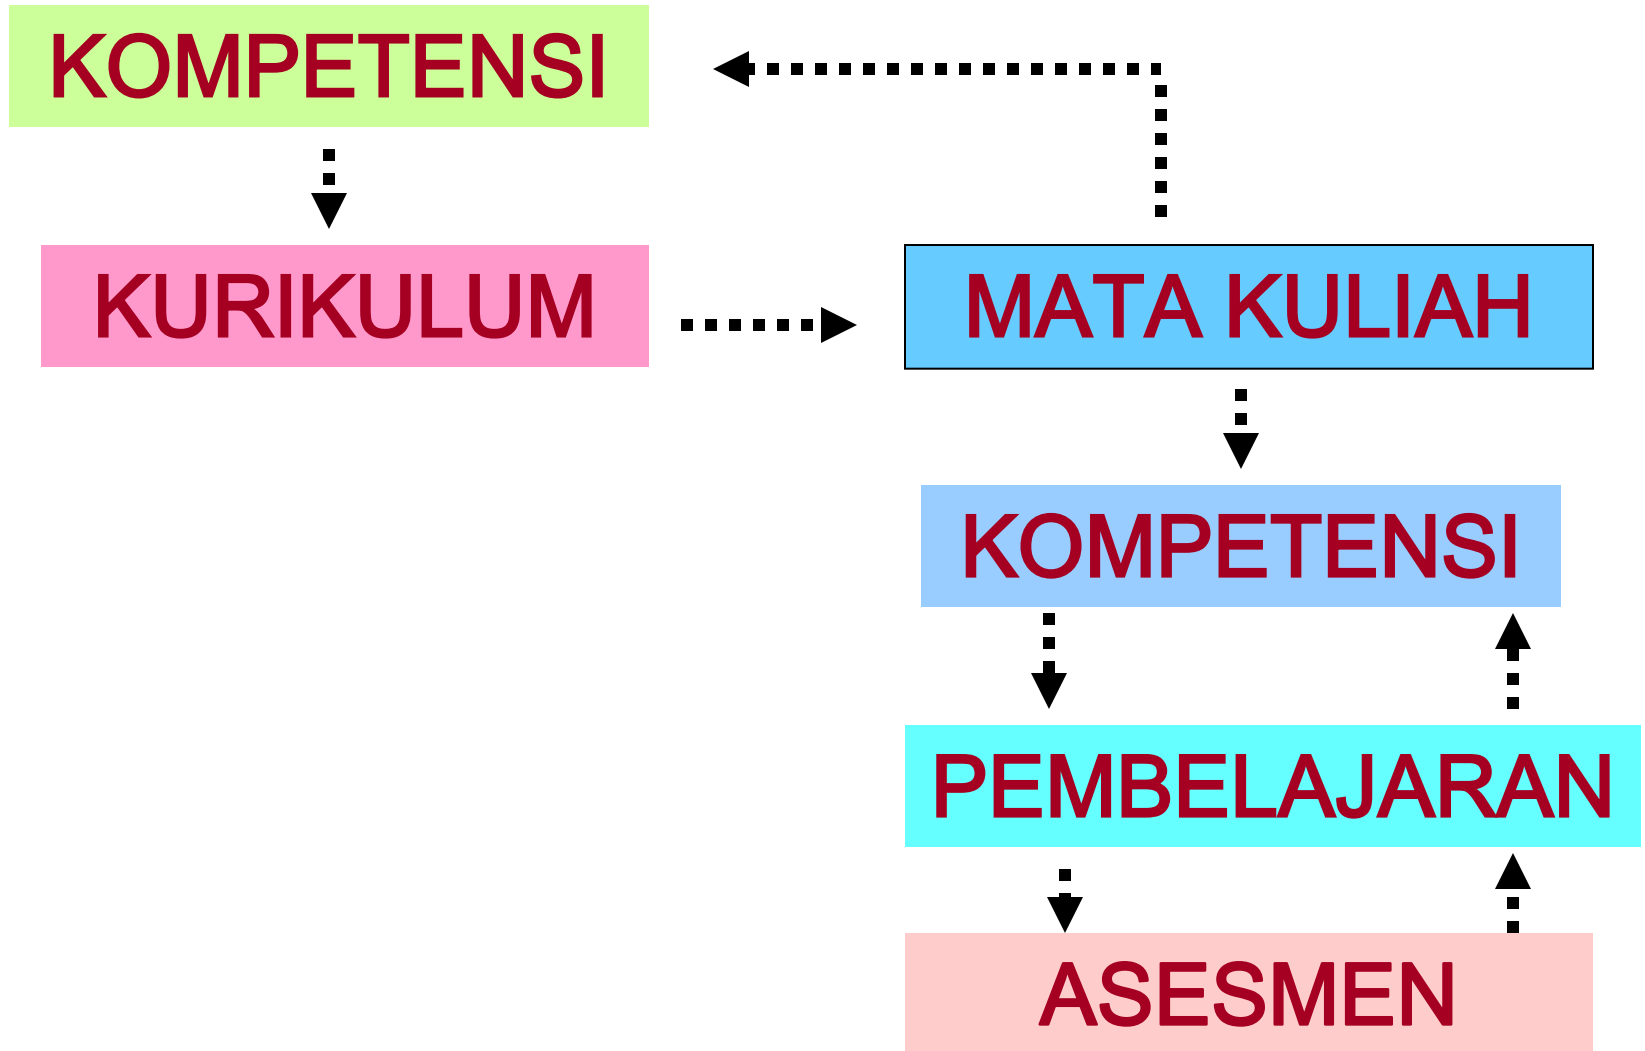 KOMPETENSI
KURIKULUM
MATA KULIAH
KOMPETENSI
PEMBELAJARAN
ASESMEN